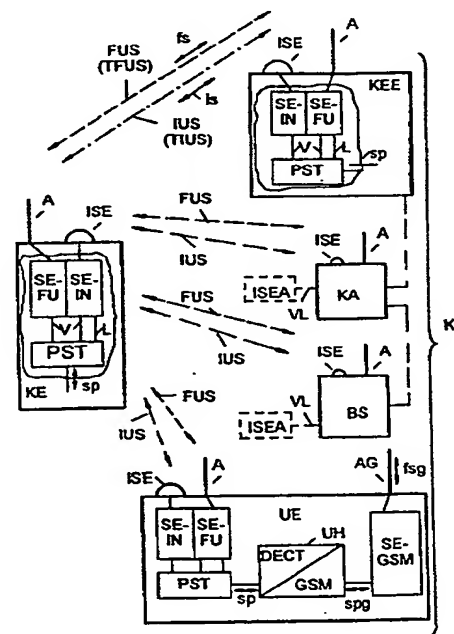 FUS
(TFUS)
fs
ISE
A
KEE
SE-
IN
SE-
FU
V
L
sp
PST
ls
IUS
(TIUS)
A
ISE
FUS
IUS
ISE
A
SE-
FU
SE-
IN
V
L
PST
sp
KE
ISEA
VL
KA
K
FUS
IUS
ISE
A
ISEA
VL
BS
FUS
IUS
ISE
A
AG
fsg
SE-
IN
SE-
FU
PST
sp
UE
UH
DECT
GSM
spg
SE-
GSM